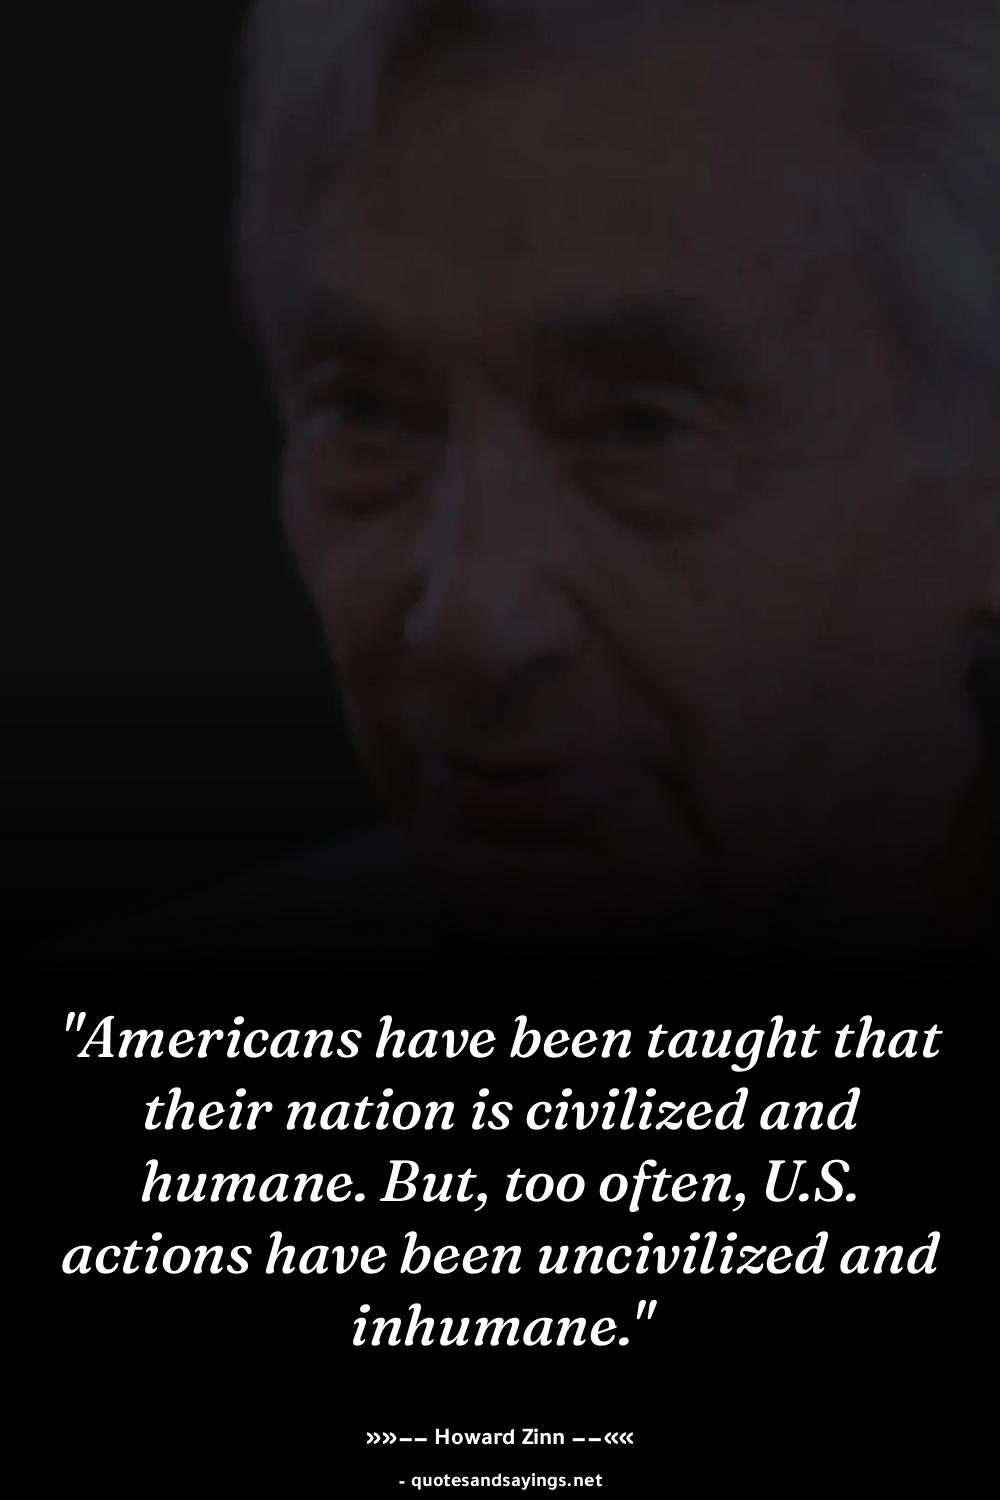 "Americans have been taught that
their nation is civilized and
humane. But, too often, U.S.
actions have been uncivilized and
inhumane."
»»–– Howard Zinn ––««
- quotesandsayings.net